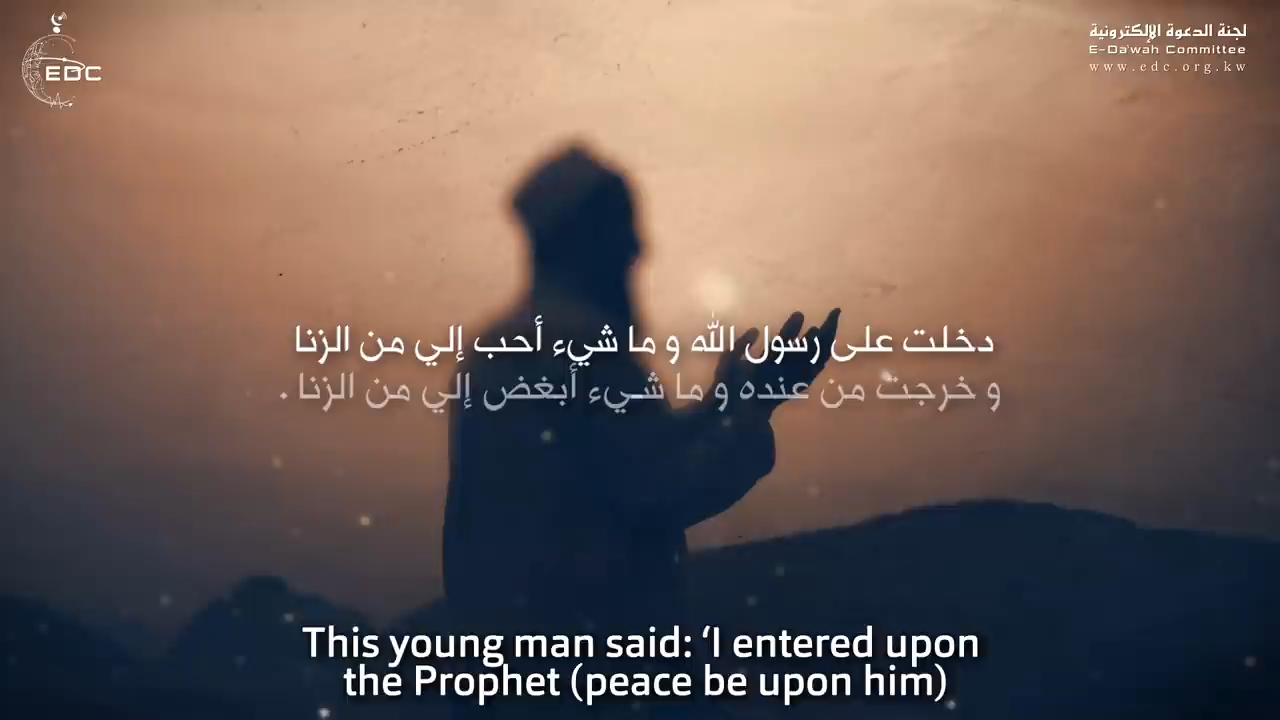 EDC
لجنة الدعوة الإلكترونية
E-Da'wah Committee
www.edc.org.kw
دخلت على رسول الله و ما شيء أحب إلي من الزنا
و خرجت من عنده و ما شيء أبغض إلي من الزنا .
This young man said: ‘I entered upon
the Prophet (peace be upon him)